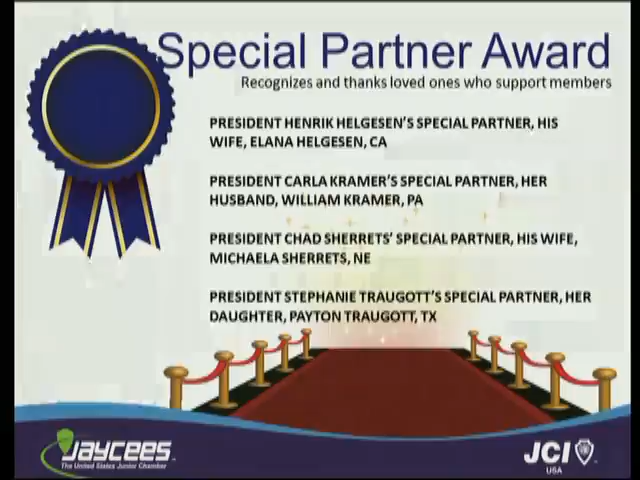 Special Partner Award
Recognizes and thanks loved ones who support members
PRESIDENT HENRIK HELGESEN'S SPECIAL PARTNER, HIS
WIFE, ELANA HELGESEN, CA
PRESIDENT CARLA KRAMER'S SPECIAL PARTNER, HER
HUSBAND, WILLIAM KRAMER, PA
PRESIDENT CHAD SHERRETS' SPECIAL PARTNER, HIS WIFE,
MICHAELA SHERRETS, NE
PRESIDENT STEPHANIE TRAUGOTT'S SPECIAL PARTNER, HER
DAUGHTER, PAYTON TRAUGOTT, TX
JAYCEES
The United States Junior Chamber
JCI
USA